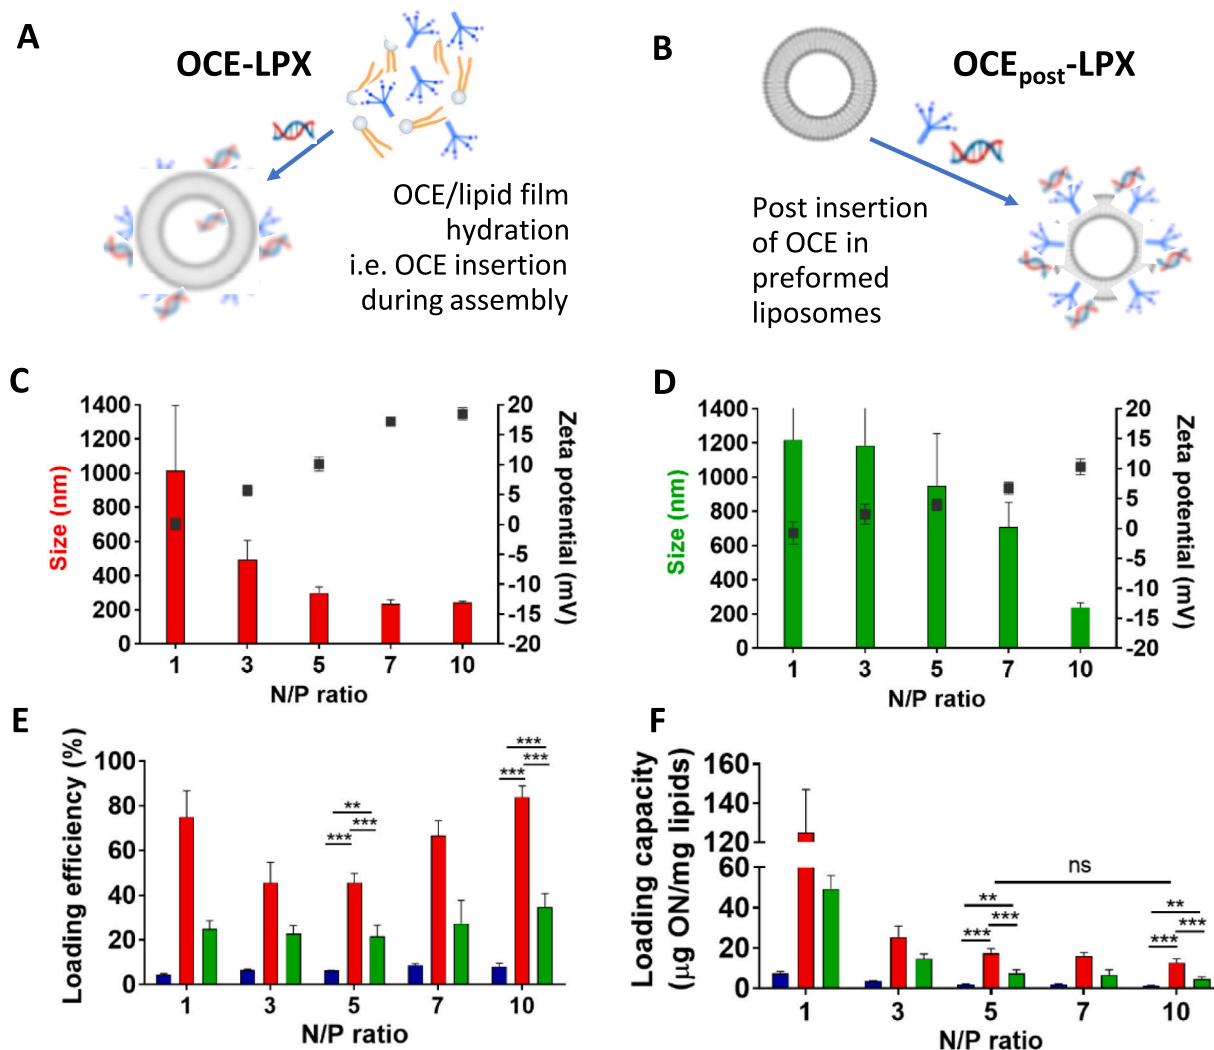 A
OCE-LPX
OCE/lipid film
hydration
i.e. OCE insertion
during assembly
B
OCEpost-LPX
Post insertion
of OCE in
preformed
liposomes
C
Size (nm)
1400
1200
1000
800
600
400
200
0
20
15
10
5
0
-5
-10
-15
-20
Zeta potential (mV)
1 3 5 7 10
N/P ratio
D
Size (nm)
1400
1200
1000
800
600
400
200
0
20
15
10
5
0
-5
-10
-15
-20
Zeta potential (mV)
1 3 5 7 10
N/P ratio
E
Loading efficiency (%)
100
80
60
40
20
0
**
***
***
***
***
***
1 3 5 7 10
N/P ratio
F
Loading capacity
(µg ON/mg lipids)
160
140
120
60
40
20
0
ns
**
***
***
**
***
***
1 3 5 7 10
N/P ratio